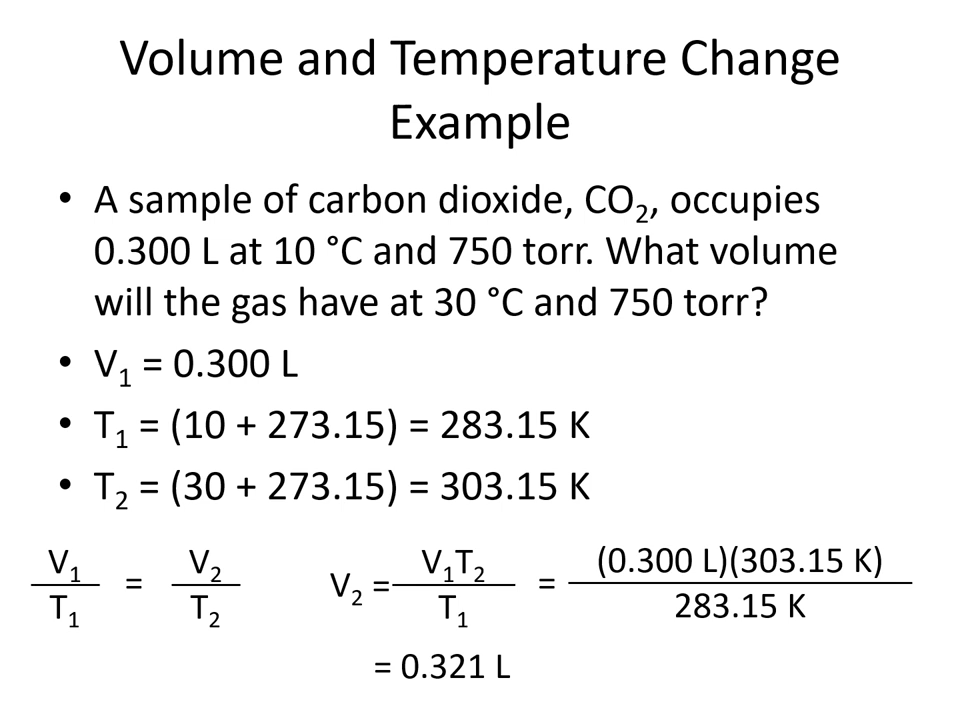 Volume and Temperature Change
Example
• A sample of carbon dioxide, CO₂, occupies
0.300 L at 10 °C and 750 torr. What volume
will the gas have at 30 °C and 750 torr?
• V₁ = 0.300 L
• T₁ = (10 + 273.15) = 283.15 K
• T₂ = (30 + 273.15) = 303.15 K
V₁ V₂ V₁T₂ (0.300 L)(303.15 K)
= V₂ = =
T₁ T₂ T₁ 283.15 K
= 0.321 L